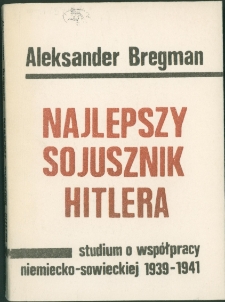 Aleksander Bregman
NAJLEPSZY
SOJUSZNIK
HITLERA
studium o współpracy
niemiecko-sowieckiej 1939-1941